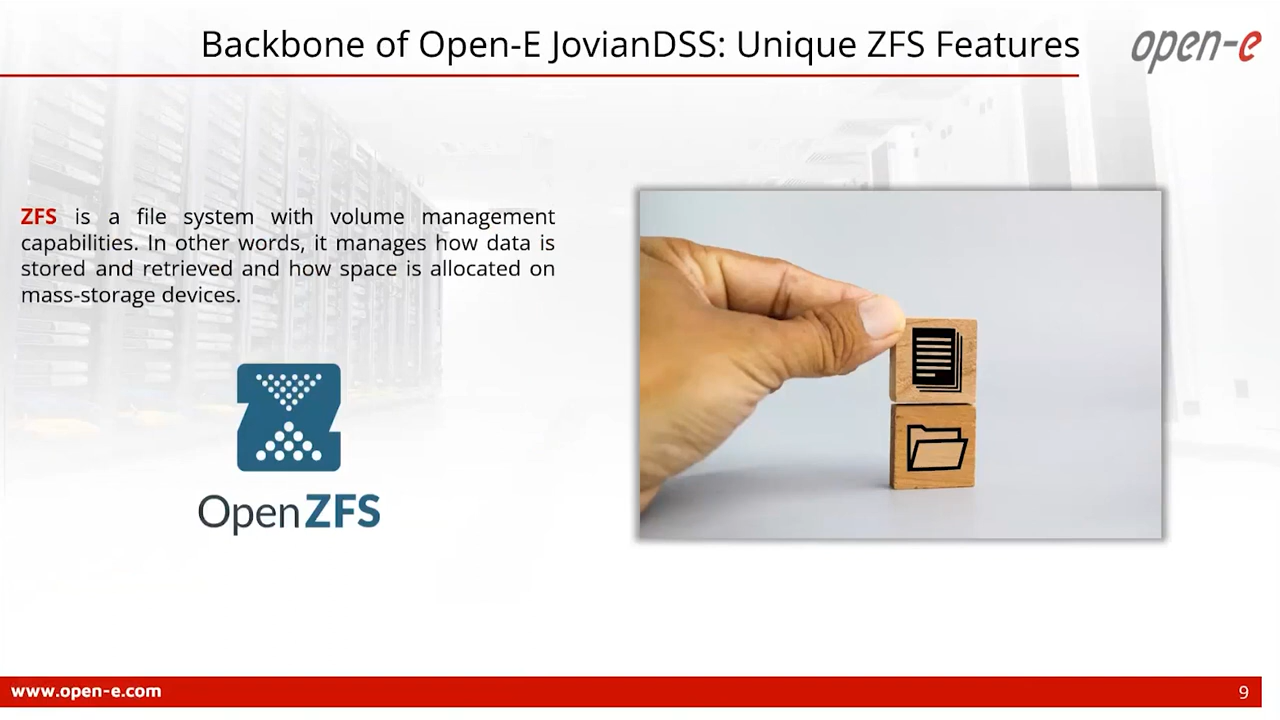 Backbone of Open-E JovianDSS: Unique ZFS Features
open-e
ZFS is a file system with volume management
capabilities. In other words, it manages how data is
stored and retrieved and how space is allocated on
mass-storage devices.
OpenZFS
www.open-e.com
9